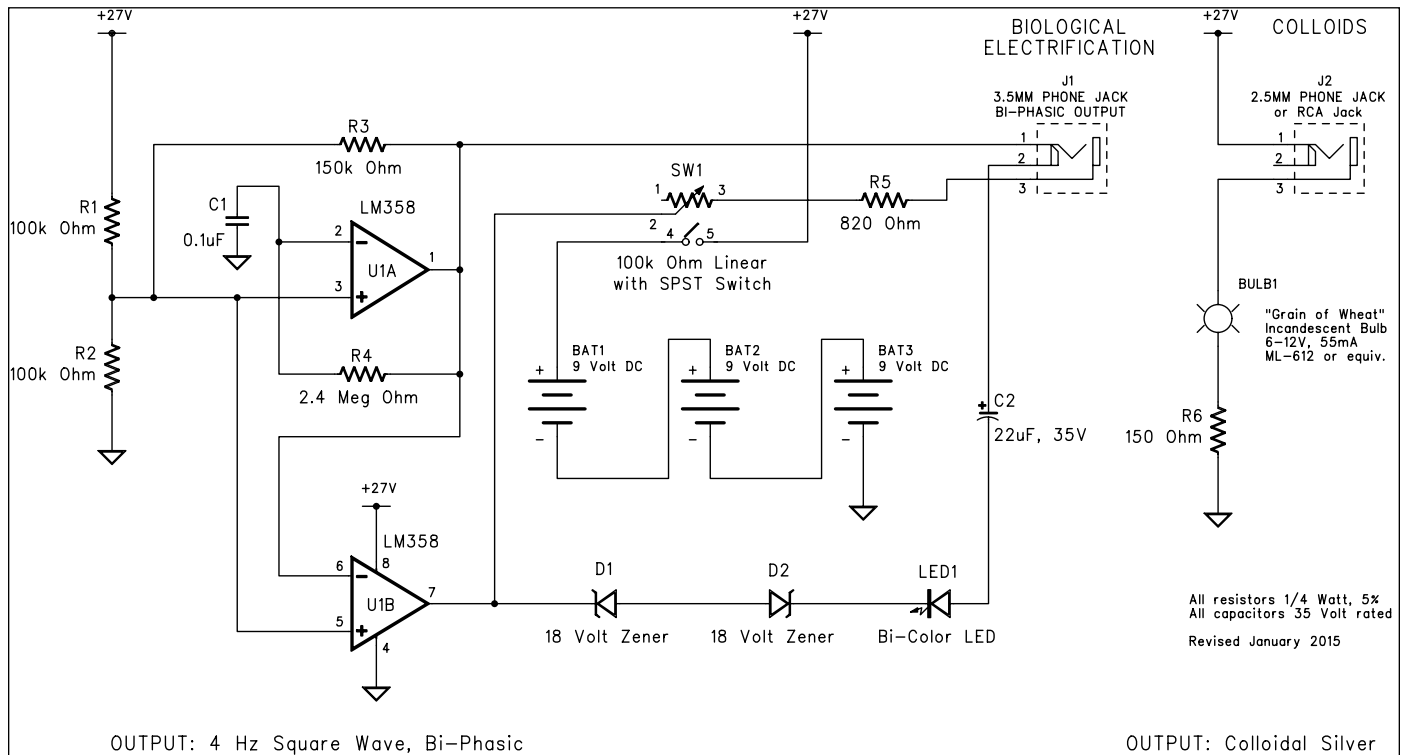 +27V
+27V
BIOLOGICAL
ELECTRIFICATION
+27V
COLLOIDS
J1
3.5MM PHONE JACK
BI-PHASIC OUTPUT
J2
2.5MM PHONE JACK
or RCA Jack
1
2
3
1
2
3
R3
150k Ohm
R1
100k Ohm
C1
0.1uF
LM358
2
3
1
U1A
SW1
1
3
2
4
5
100k Ohm Linear
with SPST Switch
R5
820 Ohm
BULB1
"Grain of Wheat"
Incandescent Bulb
6-12V, 55mA
ML-612 or equiv.
R2
100k Ohm
R4
2.4 Meg Ohm
BAT1
9 Volt DC
+
-
BAT2
9 Volt DC
+
-
BAT3
9 Volt DC
+
-
+
C2
22uF, 35V
R6
150 Ohm
+27V
LM358
8
6
5
7
4
U1B
D1
18 Volt Zener
D2
18 Volt Zener
LED1
Bi-Color LED
All resistors 1/4 Watt, 5%
All capacitors 35 Volt rated
Revised January 2015
OUTPUT: 4 Hz Square Wave, Bi-Phasic
OUTPUT: Colloidal Silver